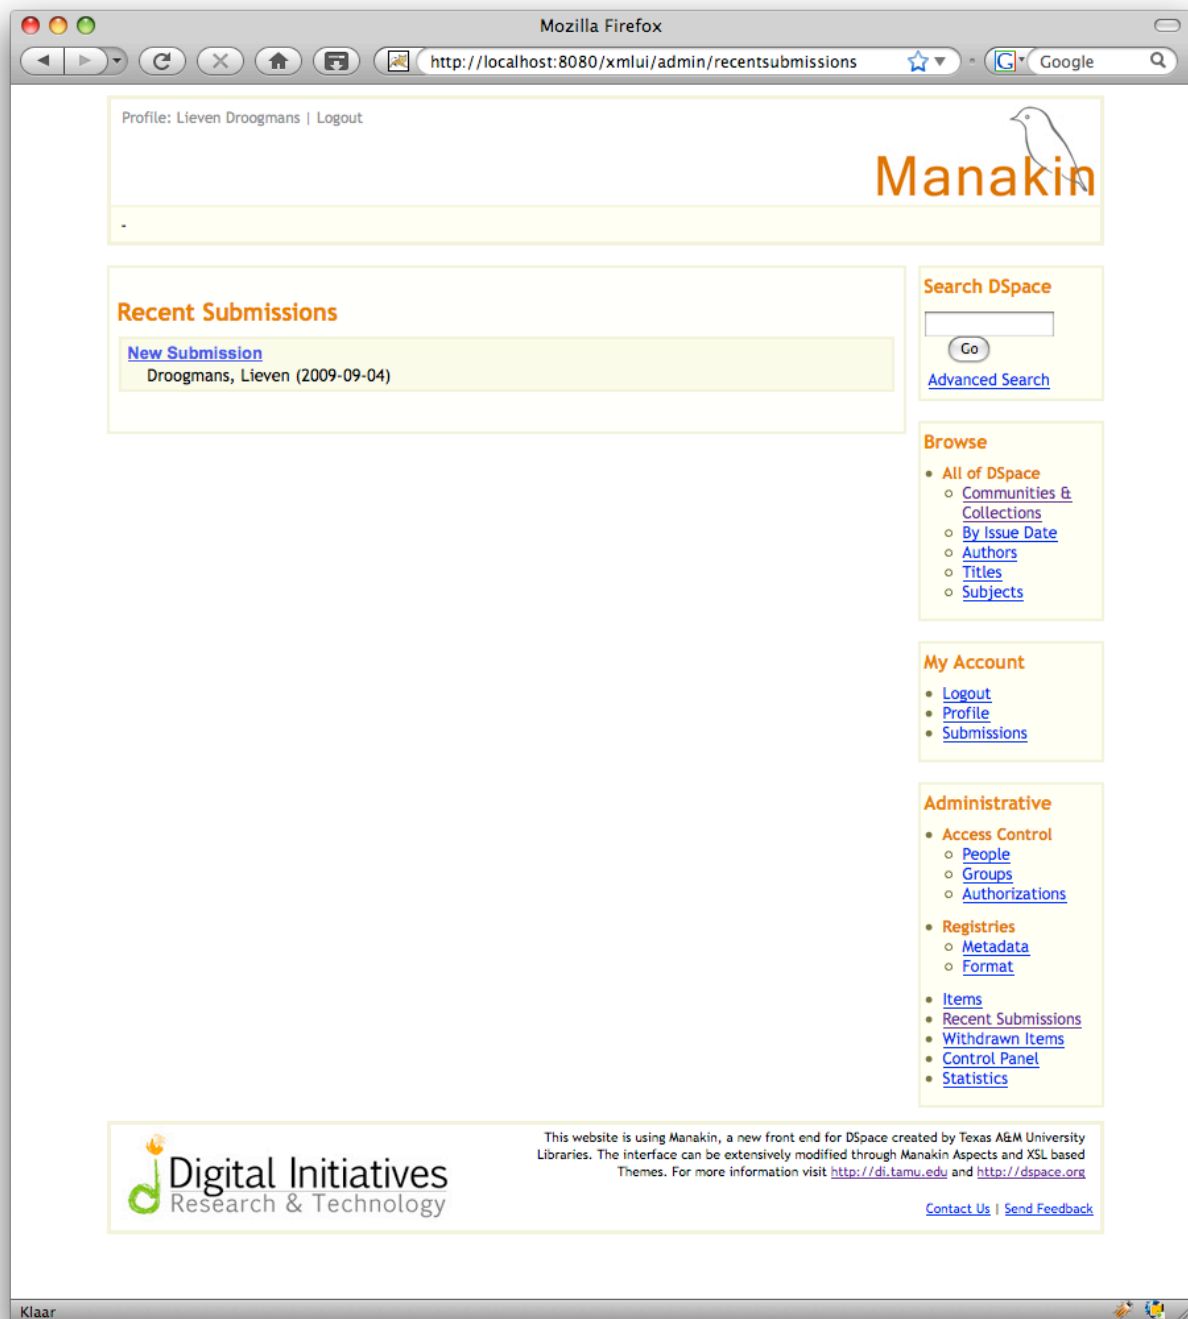 Mozilla Firefox
http://localhost:8080/xmlui/admin/recentsubmissions
Google
Profile: Lieven Droogmans | Logout
Manakin
-
Recent Submissions
New Submission
Droogmans, Lieven (2009-09-04)
Search DSpace
Go
Advanced Search
Browse
All of DSpace
Communities &
Collections
By Issue Date
Authors
Titles
Subjects
My Account
Logout
Profile
Submissions
Administrative
Access Control
People
Groups
Authorizations
Registries
Metadata
Format
Items
Recent Submissions
Withdrawn Items
Control Panel
Statistics
Digital Initiatives
Research & Technology
This website is using Manakin, a new front end for DSpace created by Texas A&M University
Libraries. The interface can be extensively modified through Manakin Aspects and XSL based
Themes. For more information visit http://di.tamu.edu and http://dspace.org
Contact Us | Send Feedback
Klaar